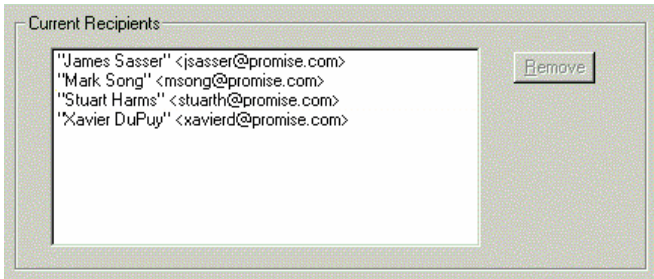 Current Recipients
"James Sasser" <jsasser@promise.com>
"Mark Song" <msong@promise.com>
"Stuart Harms" <stuarth@promise.com>
"Xavier DuPuy" <xavierd@promise.com>
Remove